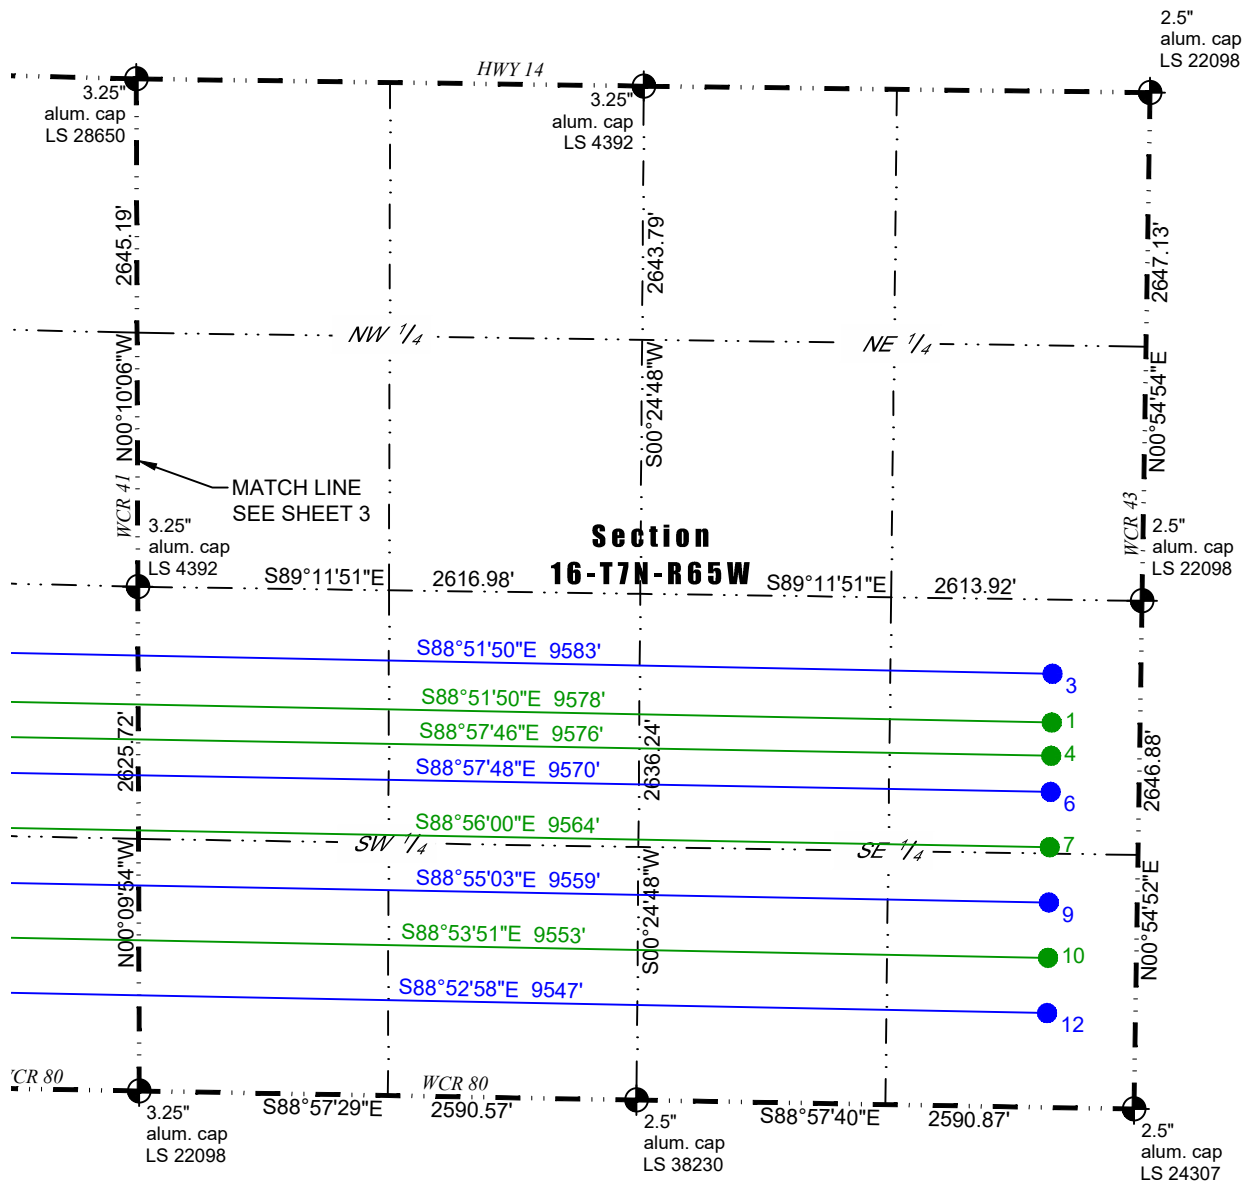 2.5"
alum. cap
LS 22098
HWY 14
3.25"
alum. cap
LS 28650
3.25"
alum. cap
LS 4392
2645.19'
2643.79'
2647.13'
NW 1/4
NE 1/4
N00°10'06"W
S00°24'48"W
N00°54'54"E
MATCH LINE
SEE SHEET 3
WCR 41
WCR 43
3.25"
alum. cap
LS 4392
Section
16-T7N-R65W
2.5"
alum. cap
LS 22098
S89°11'51"E 2616.98'
S89°11'51"E 2613.92'
S88°51'50"E 9583'
3
S88°51'50"E 9578'
1
S88°57'46"E 9576'
4
S88°57'48"E 9570'
6
2625.72'
2636.24'
2646.88'
S88°56'00"E 9564'
7
SW 1/4
SE 1/4
S88°55'03"E 9559'
9
N00°09'54"W
S00°24'48"W
N00°54'52"E
S88°53'51"E 9553'
10
S88°52'58"E 9547'
12
CR 80
WCR 80
S88°57'29"E 2590.57'
S88°57'40"E 2590.87'
3.25"
alum. cap
LS 22098
2.5"
alum. cap
LS 38230
2.5"
alum. cap
LS 24307